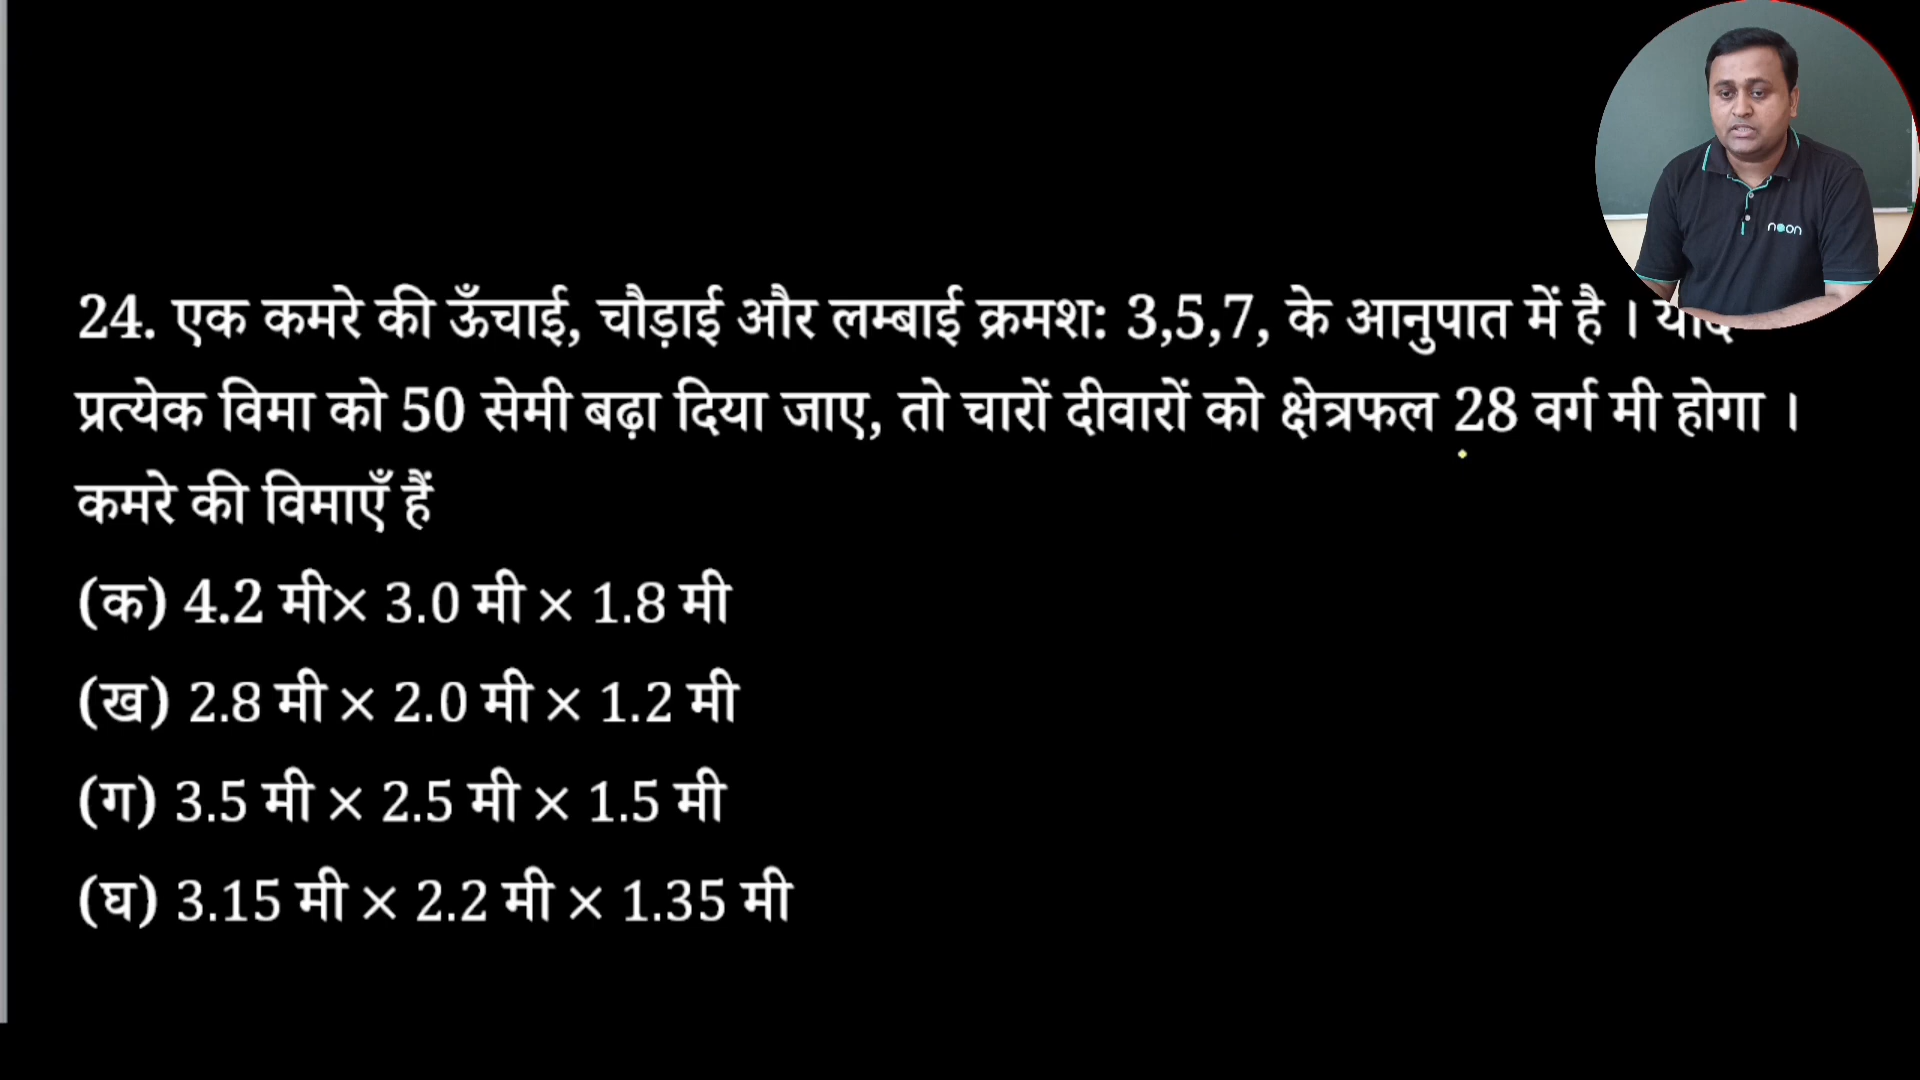 noon
24. एक कमरे की ऊँचाई, चौड़ाई और लम्बाई क्रमश: 3,5,7, के आनुपात में है ।
प्रत्येक विमा को 50 सेमी बढ़ा दिया जाए, तो चारों दीवारों को क्षेत्रफल 28 वर्ग मी होगा ।
कमरे की विमाएँ हैं
(क) 4.2 मी× 3.0 मी × 1.8 मी
(ख) 2.8 मी × 2.0 मी × 1.2 मी
(ग) 3.5 मी × 2.5 मी × 1.5 मी
(घ) 3.15 मी × 2.2 मी × 1.35 मी